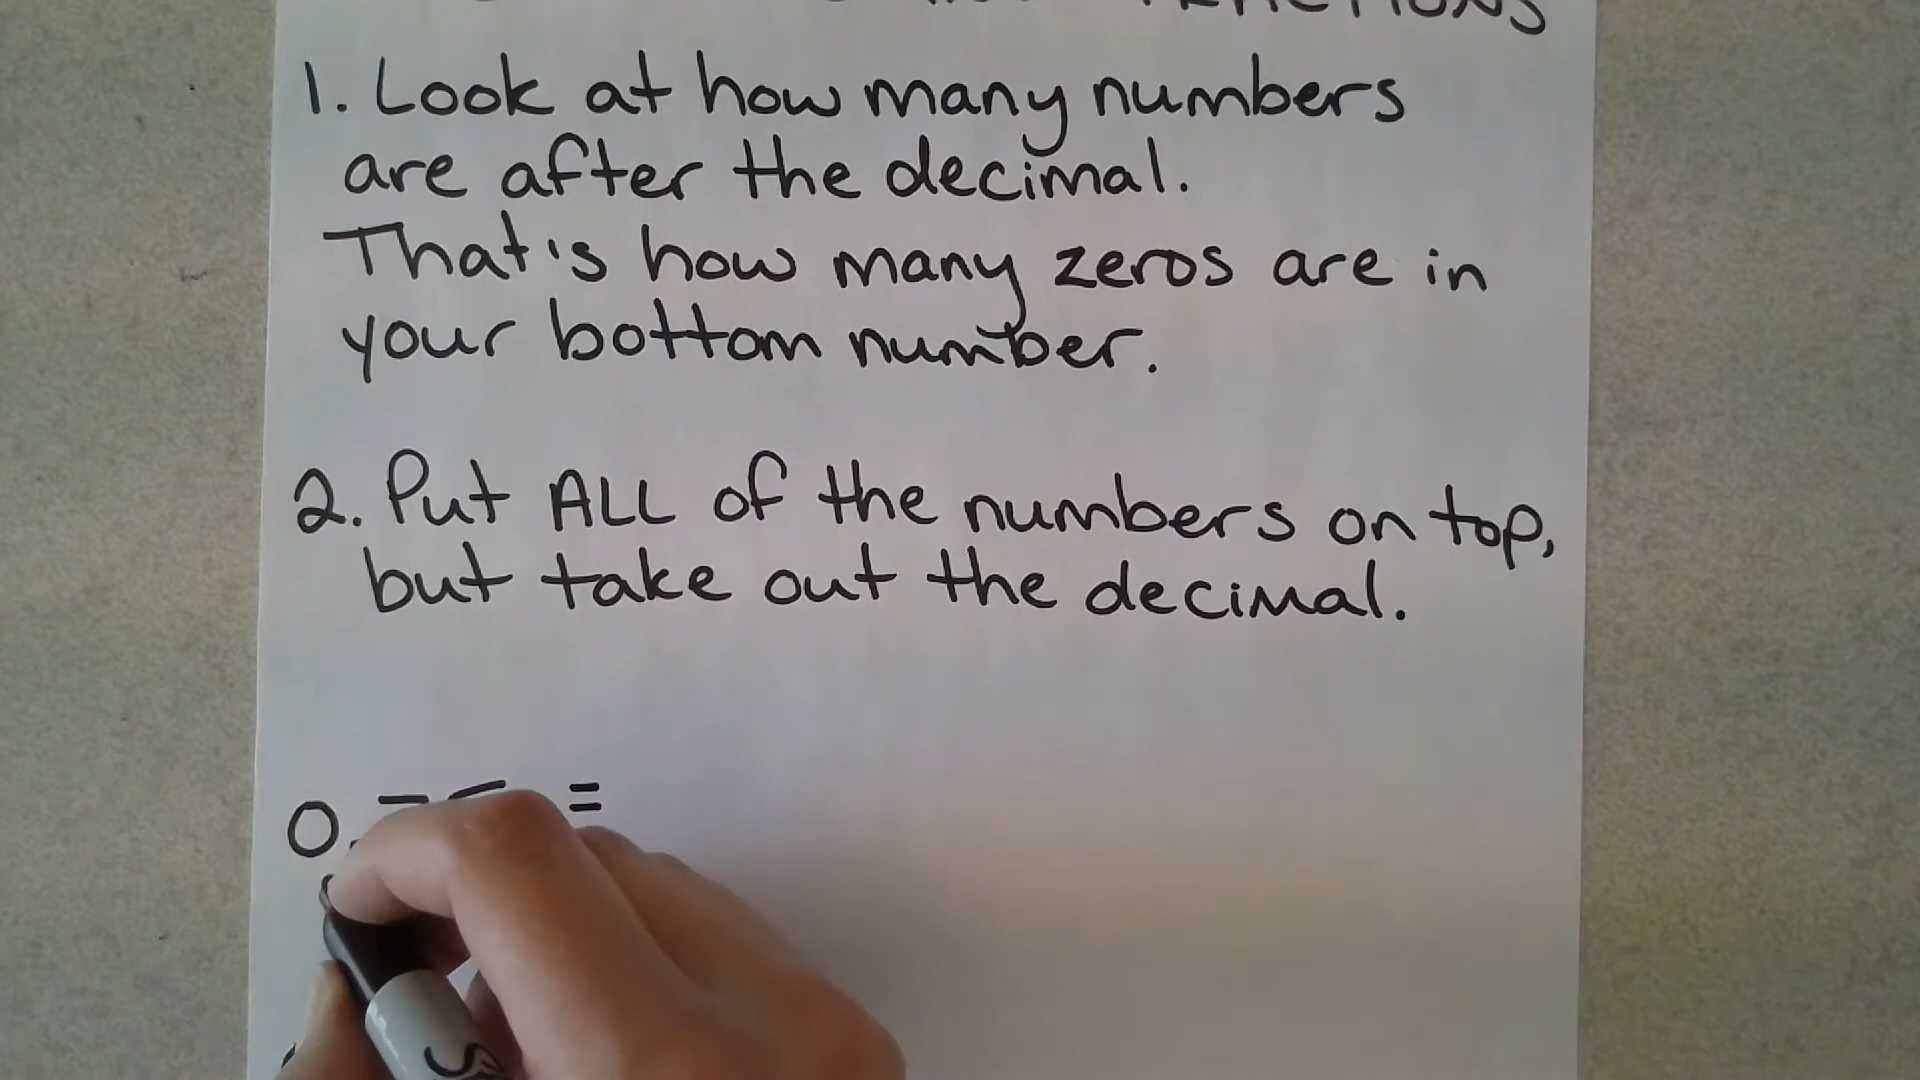 FRACTIONS
1. Look at how many numbers
are after the decimal.
That's how many zeros are in
your bottom number.
2. Put ALL of the numbers on top,
but take out the decimal.
0. =